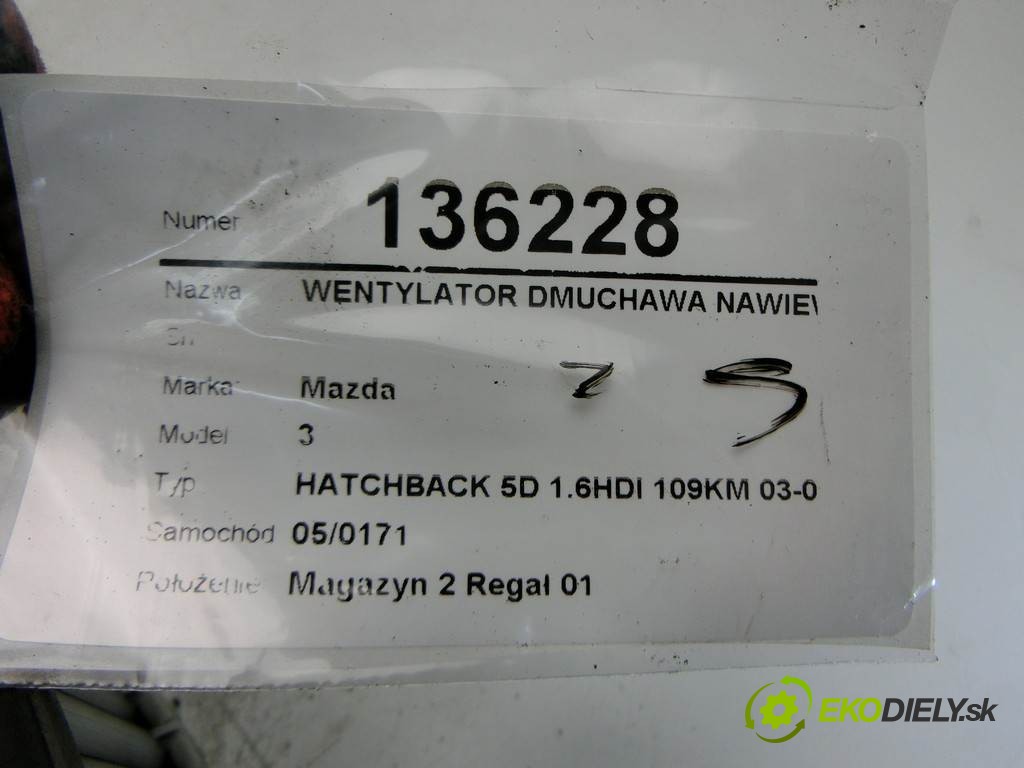 Numer 136228
Nazwa WENTYLATOR DMUCHAWA NAWIEW
Marka Mazda
Model 3
Typ HATCHBACK 5D 1.6HDI 109KM 03-0
Samochód 05/0171
Położenie Magazyn 2 Regał 01
EKODIELY.sk